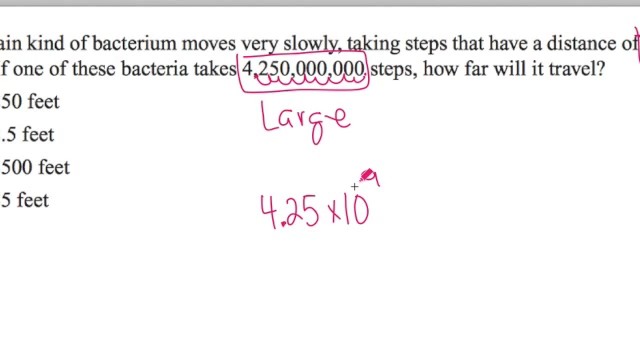 ain kind of bacterium moves very slowly, taking steps that have a distance of
f one of these bacteria takes 4,250,000,000 steps, how far will it travel?
50 feet
.5 feet
500 feet
5 feet
Large
4.25 × 10⁹